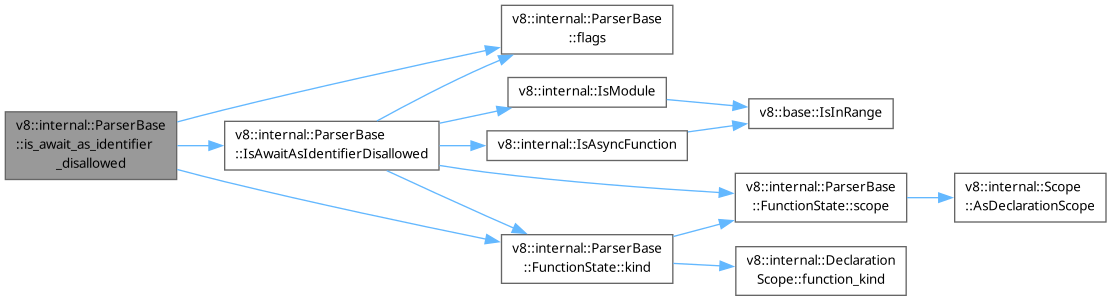 v8::internal::ParserBase
::is_await_as_identifier
_disallowed
v8::internal::ParserBase
::IsAwaitAsIdentifierDisallowed
v8::internal::ParserBase
::flags
v8::internal::IsModule
v8::internal::IsAsyncFunction
v8::base::IsInRange
v8::internal::ParserBase
::FunctionState::scope
v8::internal::Scope
::AsDeclarationScope
v8::internal::ParserBase
::FunctionState::kind
v8::internal::Declaration
Scope::function_kind